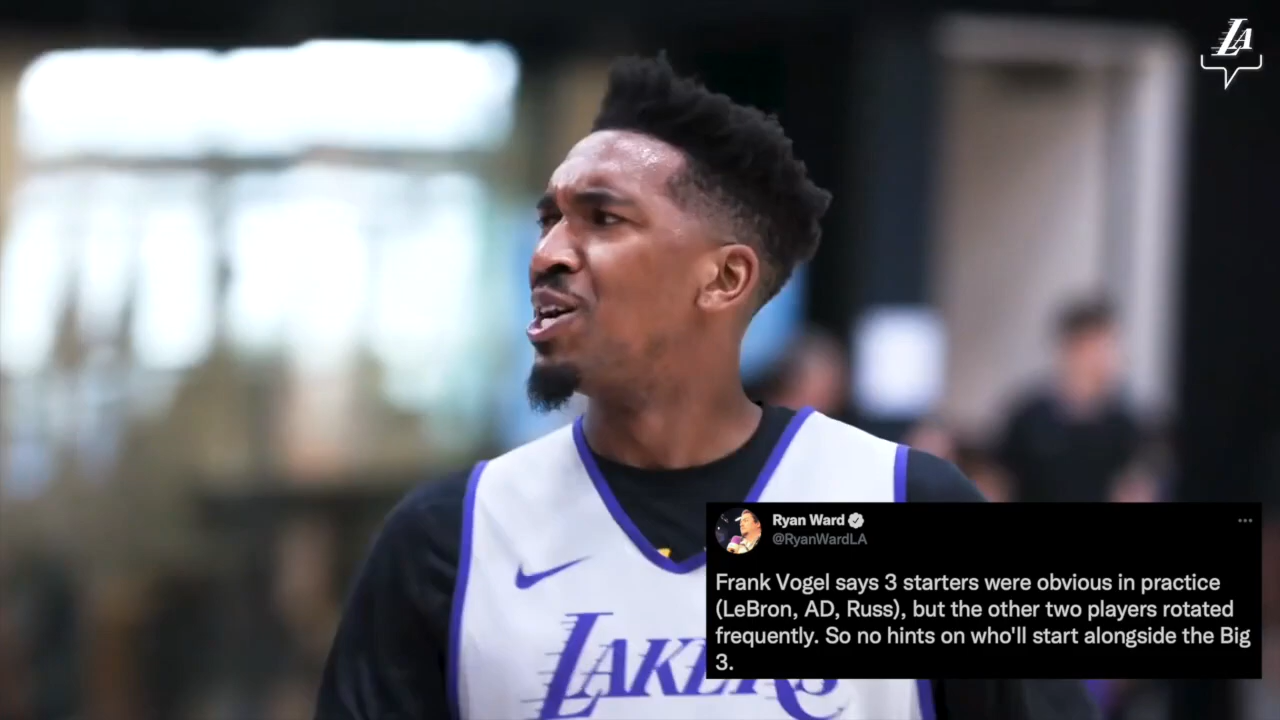 LA
Ryan Ward
@RyanWardLA
Frank Vogel says 3 starters were obvious in practice
(LeBron, AD, Russ), but the other two players rotated
frequently. So no hints on who'll start alongside the Big
3.
LAKERS